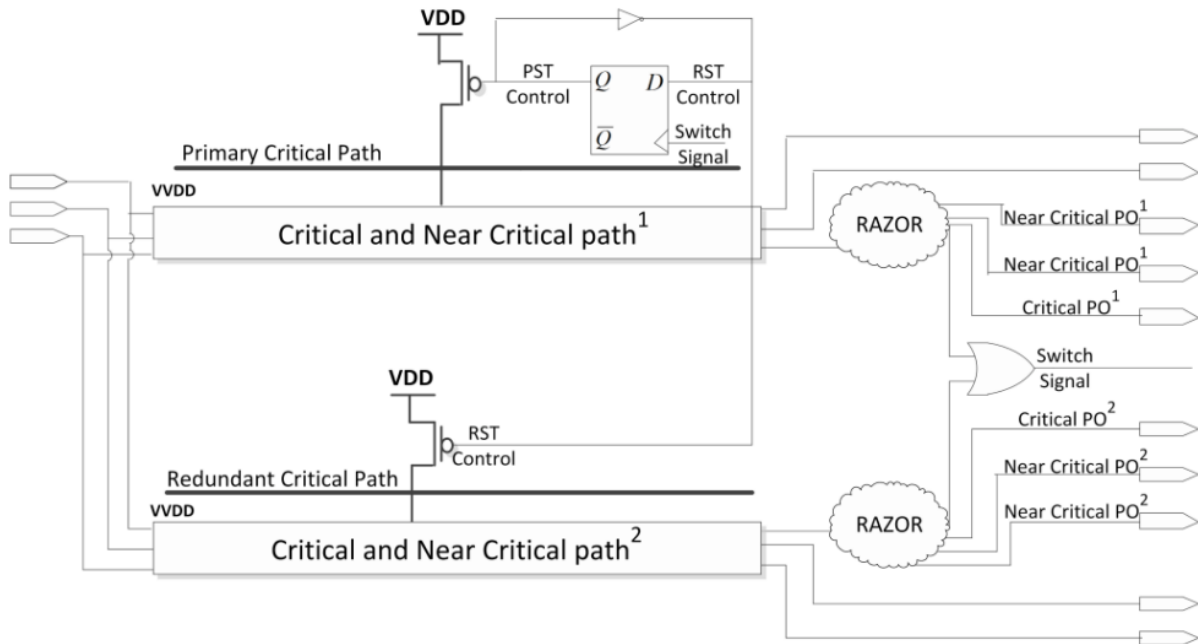 VDD
PST
Control
Q
D
Q
RST
Control
Switch
Signal
Primary Critical Path
VVDD
Critical and Near Critical path1
RAZOR
Near Critical PO1
Near Critical PO1
Critical PO1
Switch
Signal
VDD
RST
Control
Redundant Critical Path
VVDD
Critical and Near Critical path2
RAZOR
Critical PO2
Near Critical PO2
Near Critical PO2